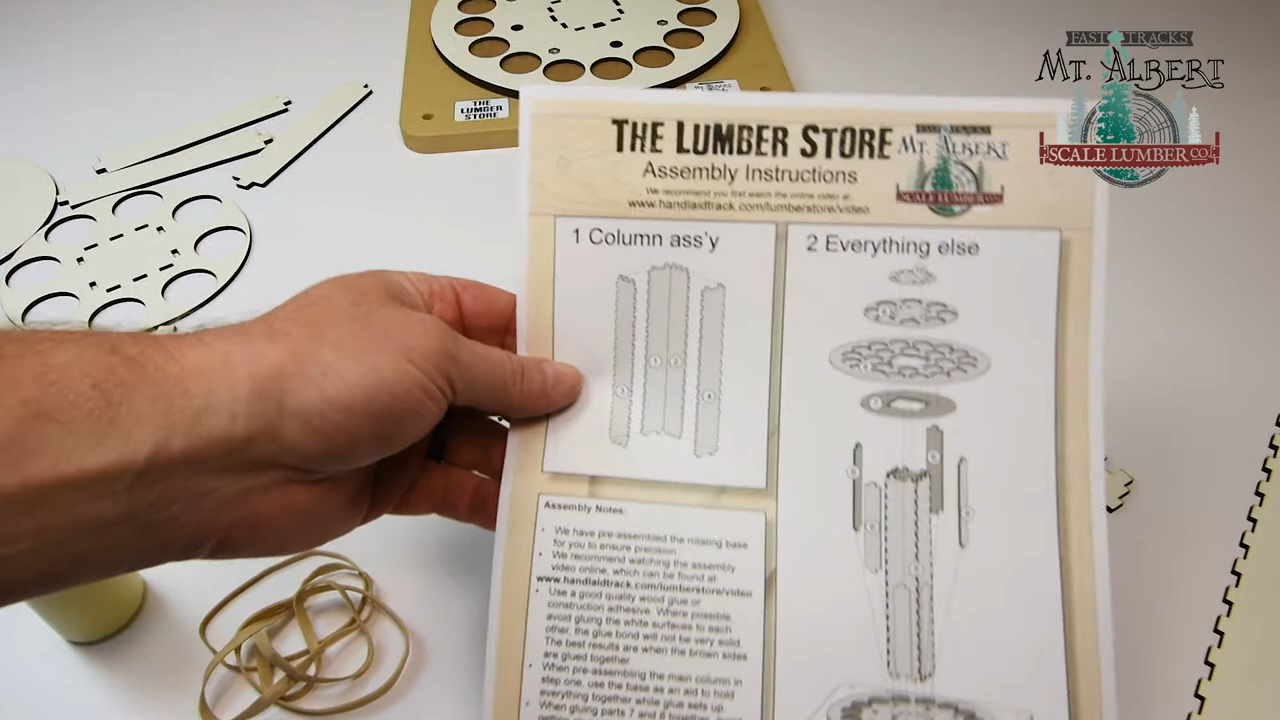 FAST TRACKS
MT. ALBERT
SCALE LUMBER CO.
THE
LUMBER
STORE
THE LUMBER STORE
MT. ALBERT
SCALE LUMBER CO.
Assembly Instructions
We recommend you first watch the online video at
www.handlaidtrack.com/lumberstore/video
1 Column ass'y
2 Everything else
Assembly Notes:
• We have pre-assembled the rotating base
for you to ensure precision
• We recommend watching the assembly
video online, which can be found at
www.handlaidtrack.com/lumberstore/video
• Use a good quality wood glue or
construction adhesive. Where possible,
avoid gluing the white surfaces to each
other, the glue bond will not be very solid.
The best results are when the brown sides
are glued together
• When pre-assembling the main column in
step one, use the base as an aid to hold
everything together while glue sets up.
• When gluing parts 7 and 8 together,